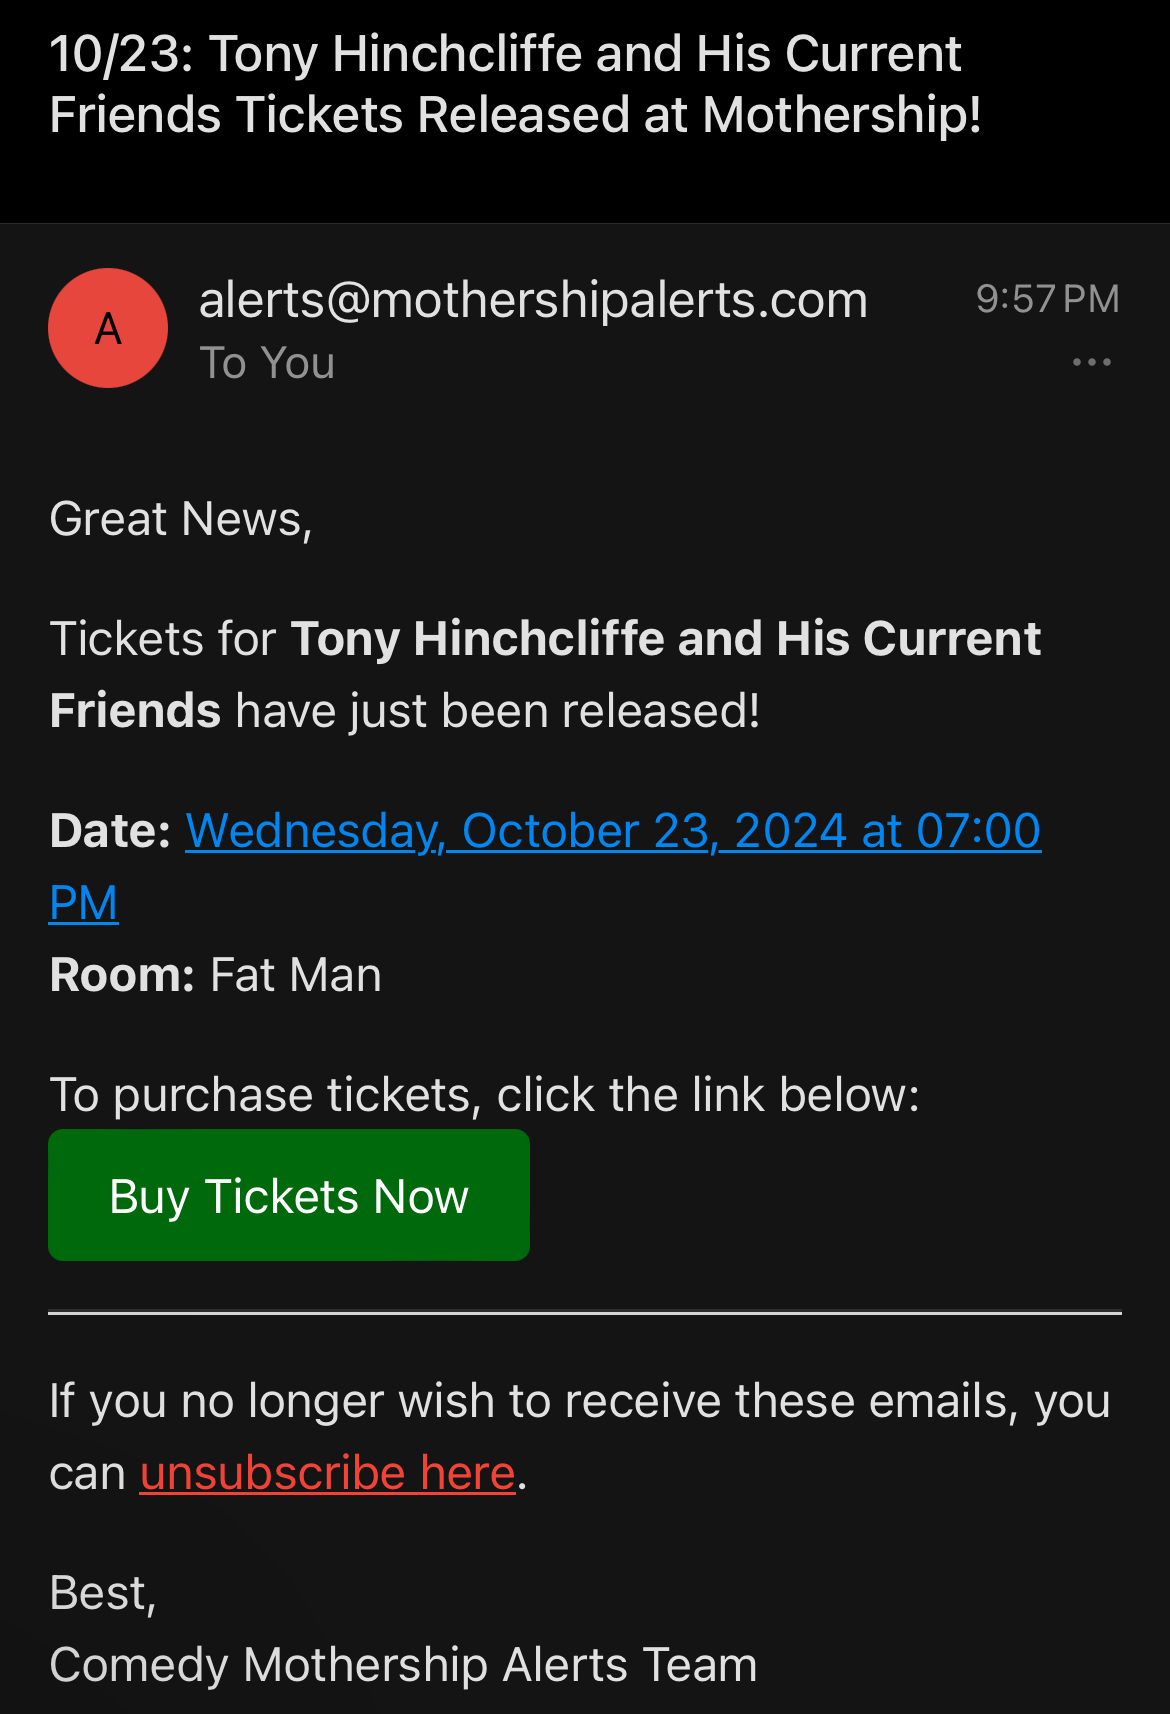 10/23: Tony Hinchcliffe and His Current
Friends Tickets Released at Mothership!
A
alerts@mothershipalerts.com
9:57 PM
To You
...
Great News,
Tickets for Tony Hinchcliffe and His Current
Friends have just been released!
Date: Wednesday, October 23, 2024 at 07:00
PM
Room: Fat Man
To purchase tickets, click the link below:
Buy Tickets Now
If you no longer wish to receive these emails, you
can unsubscribe here.
Best,
Comedy Mothership Alerts Team